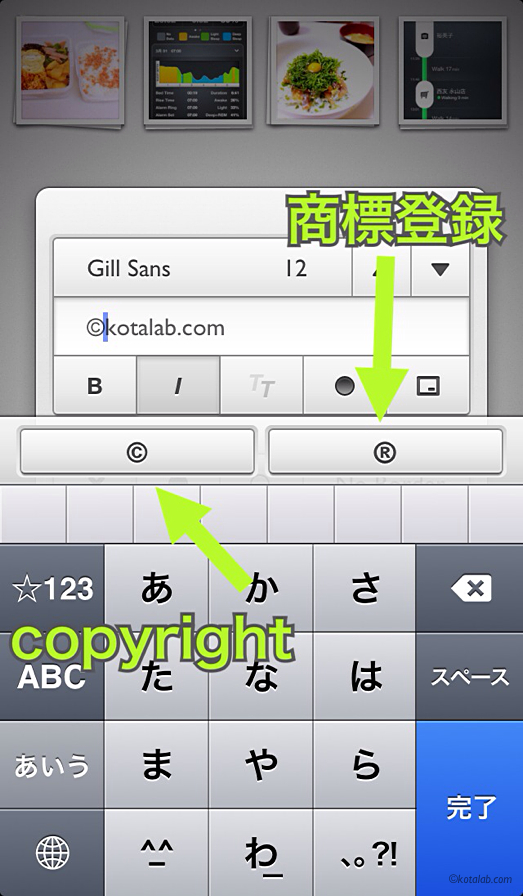 商標登録
Gill Sans 12
©kotalab.com
B I TT
© ®
copyright
☆123 あ か さ
ABC た な は スペース
あいう ま や ら 完了
^_^ わ_ 、。?!
©kotalab.com